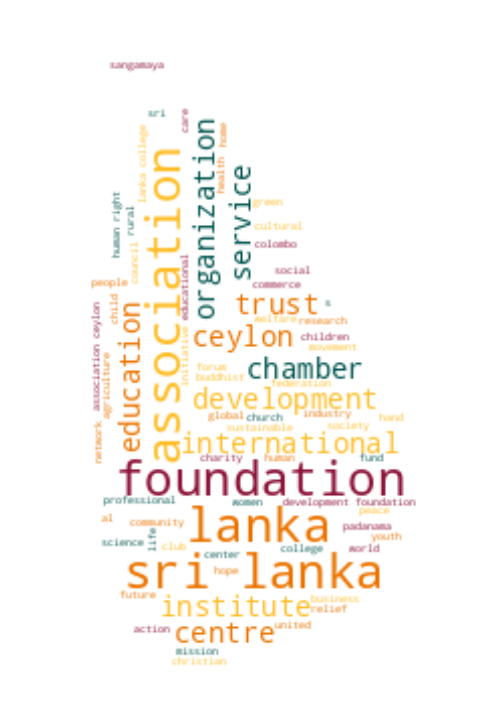 sangamaya
sri
care
lanka college
association
organization
home
health
service
human right
rural
council
educational
initiative
green
cultural
colombo
social
commerce
people
child
association ceylon
agriculture
network
education
trust
s
welfare
research
ceylon
children
movement
chamber
forum
buddhist
federation
development
global
church
industry
hand
sustainable
society
international
charity
human
fund
foundation
professional
women
development foundation
peace
al
community
lanka
padanama
youth
science
life
club
center
college
world
sri lanka
hope
future
institute
business
relief
action
centre
united
mission
christian